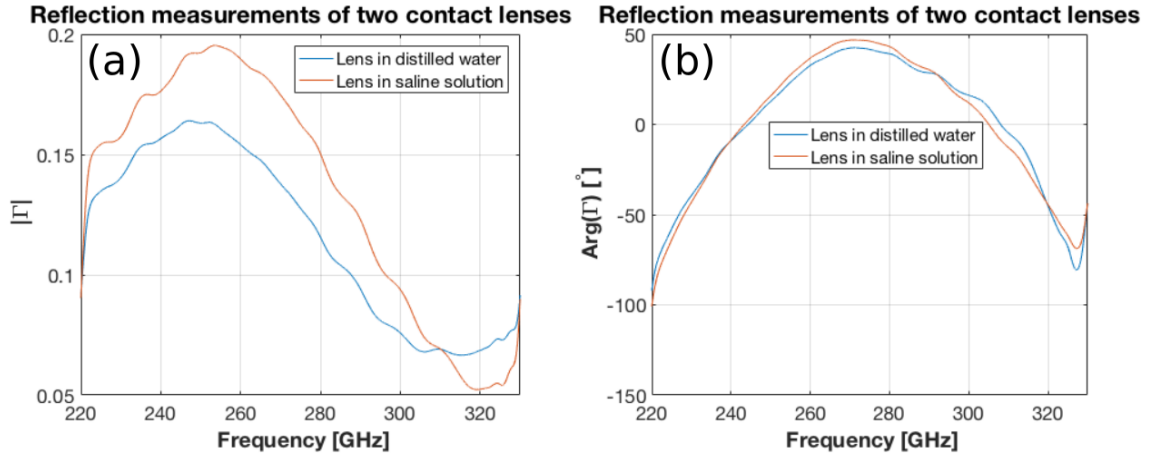 Reflection measurements of two contact lenses
(a)
Lens in distilled water
Lens in saline solution
0.2
0.15
0.1
0.05
|Γ|
220 240 260 280 300 320
Frequency [GHz]
Reflection measurements of two contact lenses
(b)
Lens in distilled water
Lens in saline solution
50
0
-50
-100
-150
Arg(Γ) [°]
220 240 260 280 300 320
Frequency [GHz]